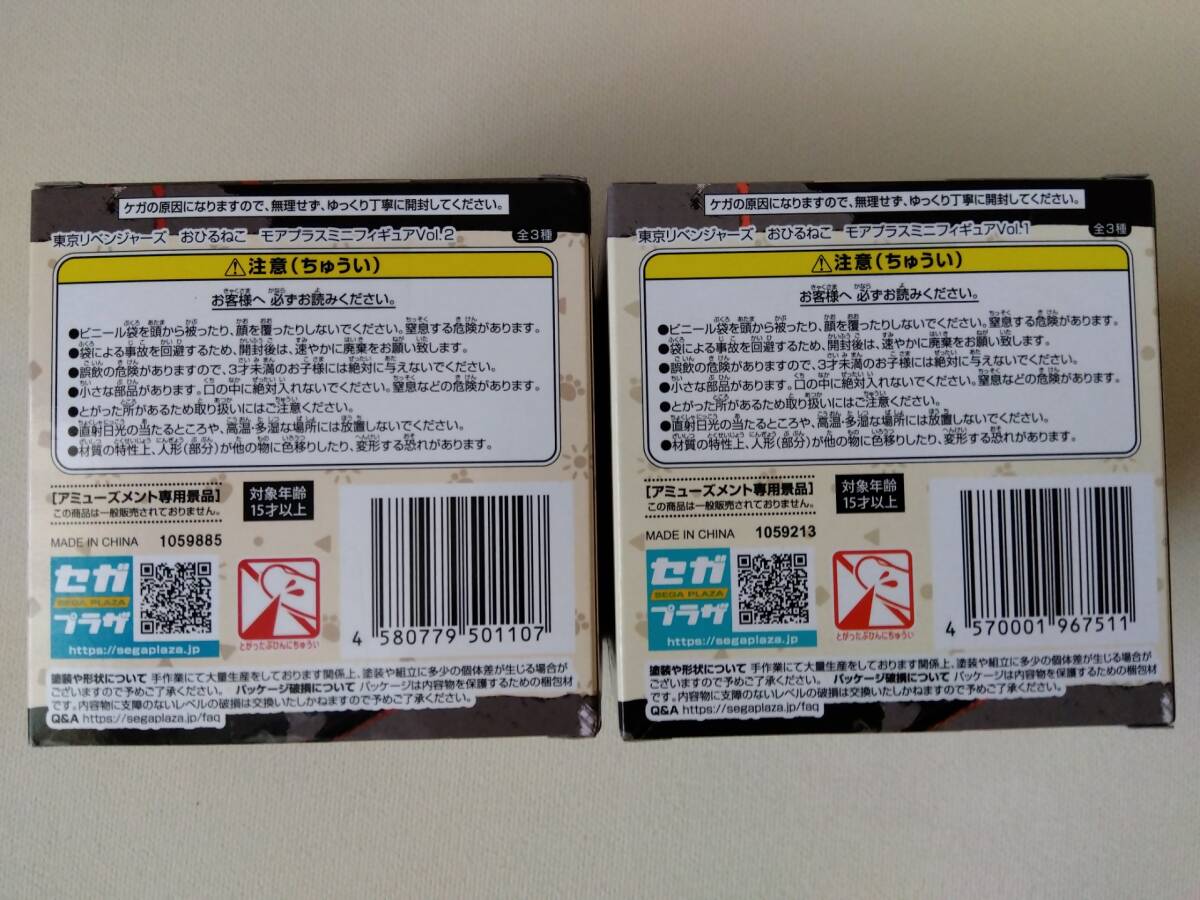 ケガの原因になりますので、無理せず、ゆっくり丁寧に開封してください。
東京リベンジャーズ おひるねこ モアプラスミニフィギュアVol.2 全3種
⚠注意(ちゅうい)
お客様へ 必ずお読みください。
●ビニール袋を頭から被ったり、顔を覆ったりしないでください。窒息する危険があります。
●袋による事故を回避するため、開封後は、速やかに廃棄をお願い致します。
●誤飲の危険がありますので、3才未満のお子様には絶対に与えないでください。
●小さな部品があります。口の中に絶対入れないでください。窒息などの危険があります。
●とがった所があるため取り扱いにはご注意ください。
●直射日光の当たるところや、高温・多湿な場所には放置しないでください。
●材質の特性上、人形(部分)が他の物に色移りしたり、変形する恐れがあります。
[アミューズメント専用景品]
この商品は一般販売されておりません。
対象年齢
15才以上
MADE IN CHINA 1059885
セガ
SEGA PLAZA
プラザ
https://segaplaza.jp
とがったぶひんにちゅうい
4 580779 501107
塗装や形状について 手作業にて大量生産をしております関係上、塗装や組立に多少の個体差が生じる場合が
ございますので予めご了承ください。 パッケージ破損について パッケージは内容物を保護するための梱包材
です。内容物に支障のないレベルの破損は交換いたしかねますので予めご了承ください。
Q&A https://segaplaza.jp/faq
ケガの原因になりますので、無理せず、ゆっくり丁寧に開封してください。
東京リベンジャーズ おひるねこ モアプラスミニフィギュアVol.1 全3種
⚠注意(ちゅうい)
お客様へ 必ずお読みください。
●ビニール袋を頭から被ったり、顔を覆ったりしないでください。窒息する危険があります。
●袋による事故を回避するため、開封後は、速やかに廃棄をお願い致します。
●誤飲の危険がありますので、3才未満のお子様には絶対に与えないでください。
●小さな部品があります。口の中に絶対入れないでください。窒息などの危険があります。
●とがった所があるため取り扱いにはご注意ください。
●直射日光の当たるところや、高温・多湿な場所には放置しないでください。
●材質の特性上、人形(部分)が他の物に色移りしたり、変形する恐れがあります。
[アミューズメント専用景品]
この商品は一般販売されておりません。
対象年齢
15才以上
MADE IN CHINA 1059213
セガ
SEGA PLAZA
プラザ
https://segaplaza.jp
とがったぶひんにちゅうい
4 570001 967511
塗装や形状について 手作業にて大量生産をしております関係上、塗装や組立に多少の個体差が生じる場合が
ございますので予めご了承ください。 パッケージ破損について パッケージは内容物を保護するための梱包材
です。内容物に支障のないレベルの破損は交換いたしかねますので予めご了承ください。
Q&A https://segaplaza.jp/faq